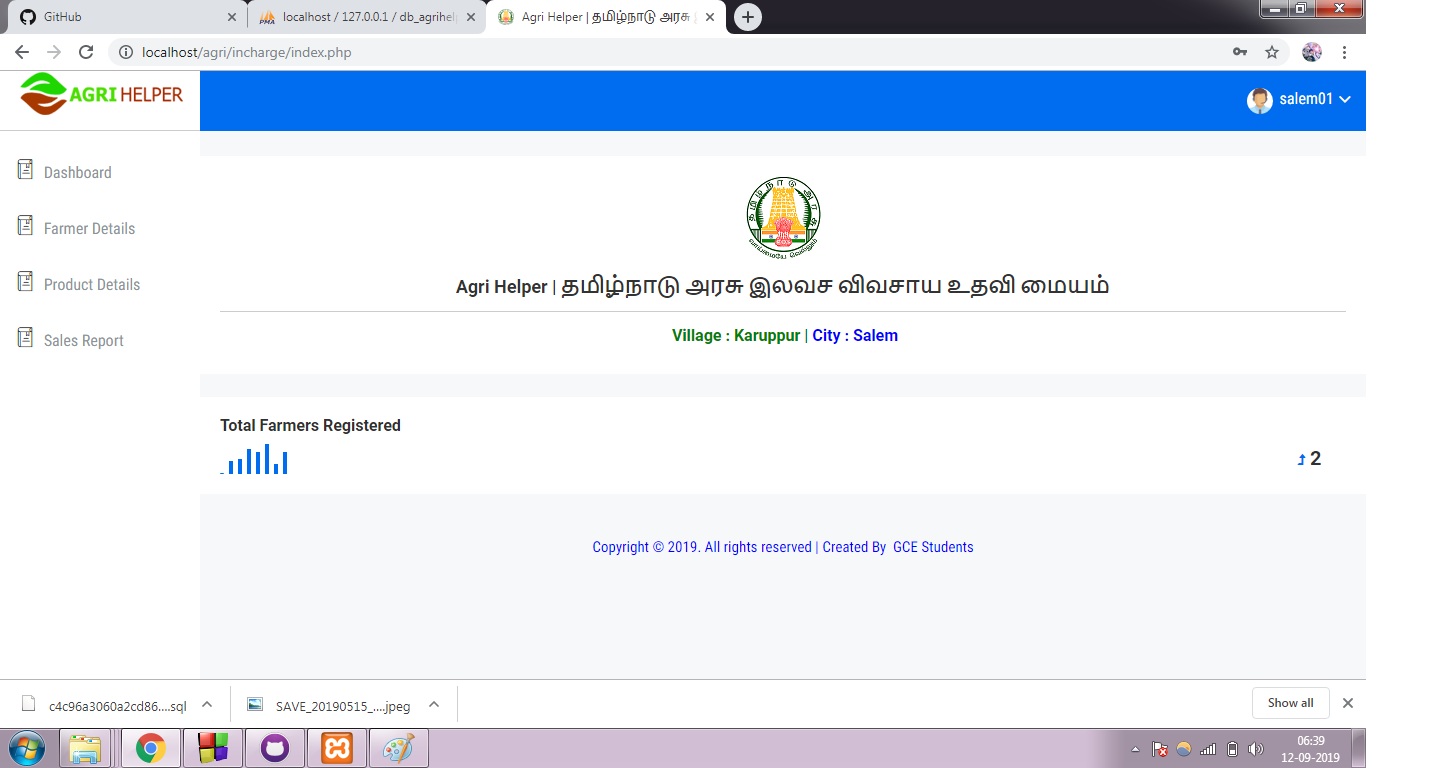 GitHub
localhost / 127.0.0.1 / db_agrihel
Agri Helper | தமிழ்நாடு அரசு
localhost/agri/incharge/index.php
AGRI HELPER
salem01
Dashboard
Farmer Details
Product Details
Sales Report
தமிழ்நாடு அரசு
வாய்மையே வெல்லும்
Agri Helper | தமிழ்நாடு அரசு இலவச விவசாய உதவி மையம்
Village : Karuppur | City : Salem
Total Farmers Registered
2
Copyright © 2019. All rights reserved | Created By GCE Students
c4c96a3060a2cd86....sql
SAVE_20190515_....jpeg
Show all
06:39
12-09-2019